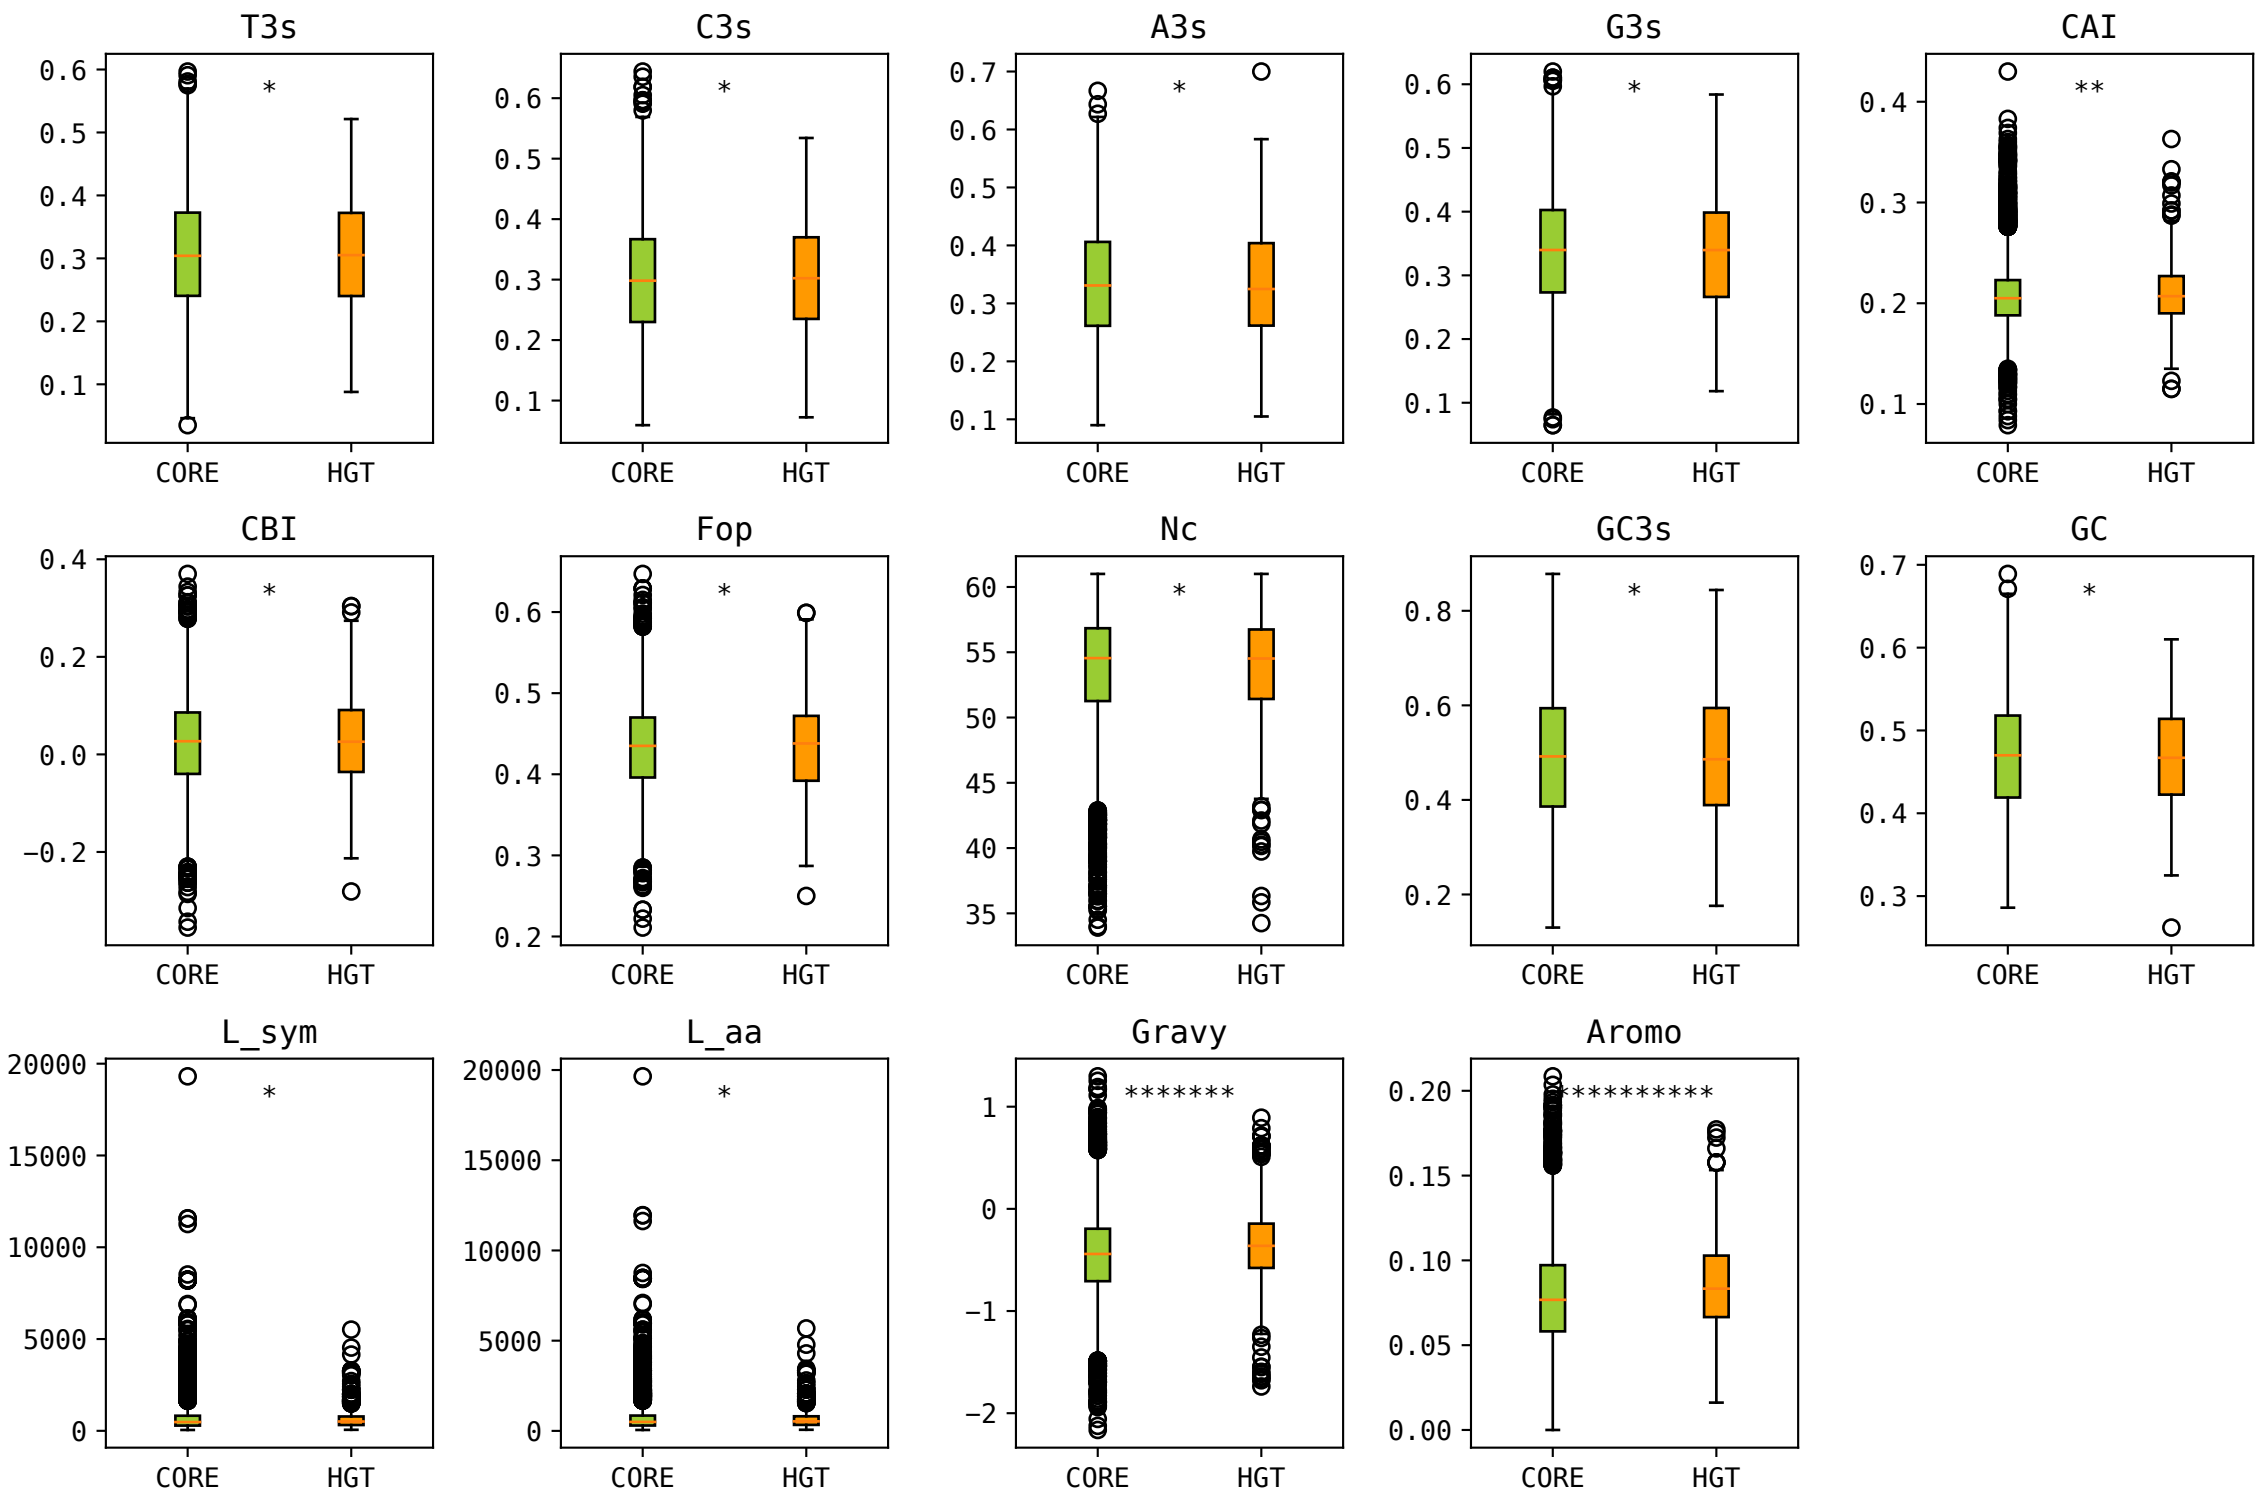 T3s
C3s
A3s
G3s
CAI
0.6
0.5
0.4
0.3
0.2
0.1
*
CORE
HGT
0.6
0.5
0.4
0.3
0.2
0.1
*
CORE
HGT
0.7
0.6
0.5
0.4
0.3
0.2
0.1
*
CORE
HGT
0.6
0.5
0.4
0.3
0.2
0.1
*
CORE
HGT
0.4
0.3
0.2
0.1
**
CORE
HGT
CBI
Fop
Nc
GC3s
GC
0.4
0.2
0.0
−0.2
*
CORE
HGT
0.6
0.5
0.4
0.3
0.2
*
CORE
HGT
60
55
50
45
40
35
*
CORE
HGT
0.8
0.6
0.4
0.2
*
CORE
HGT
0.7
0.6
0.5
0.4
0.3
*
CORE
HGT
L_sym
L_aa
Gravy
Aromo
20000
15000
10000
5000
0
*
CORE
HGT
20000
15000
10000
5000
0
*
CORE
HGT
1
0
−1
−2
*******
CORE
HGT
0.20
0.15
0.10
0.05
0.00
**********
CORE
HGT